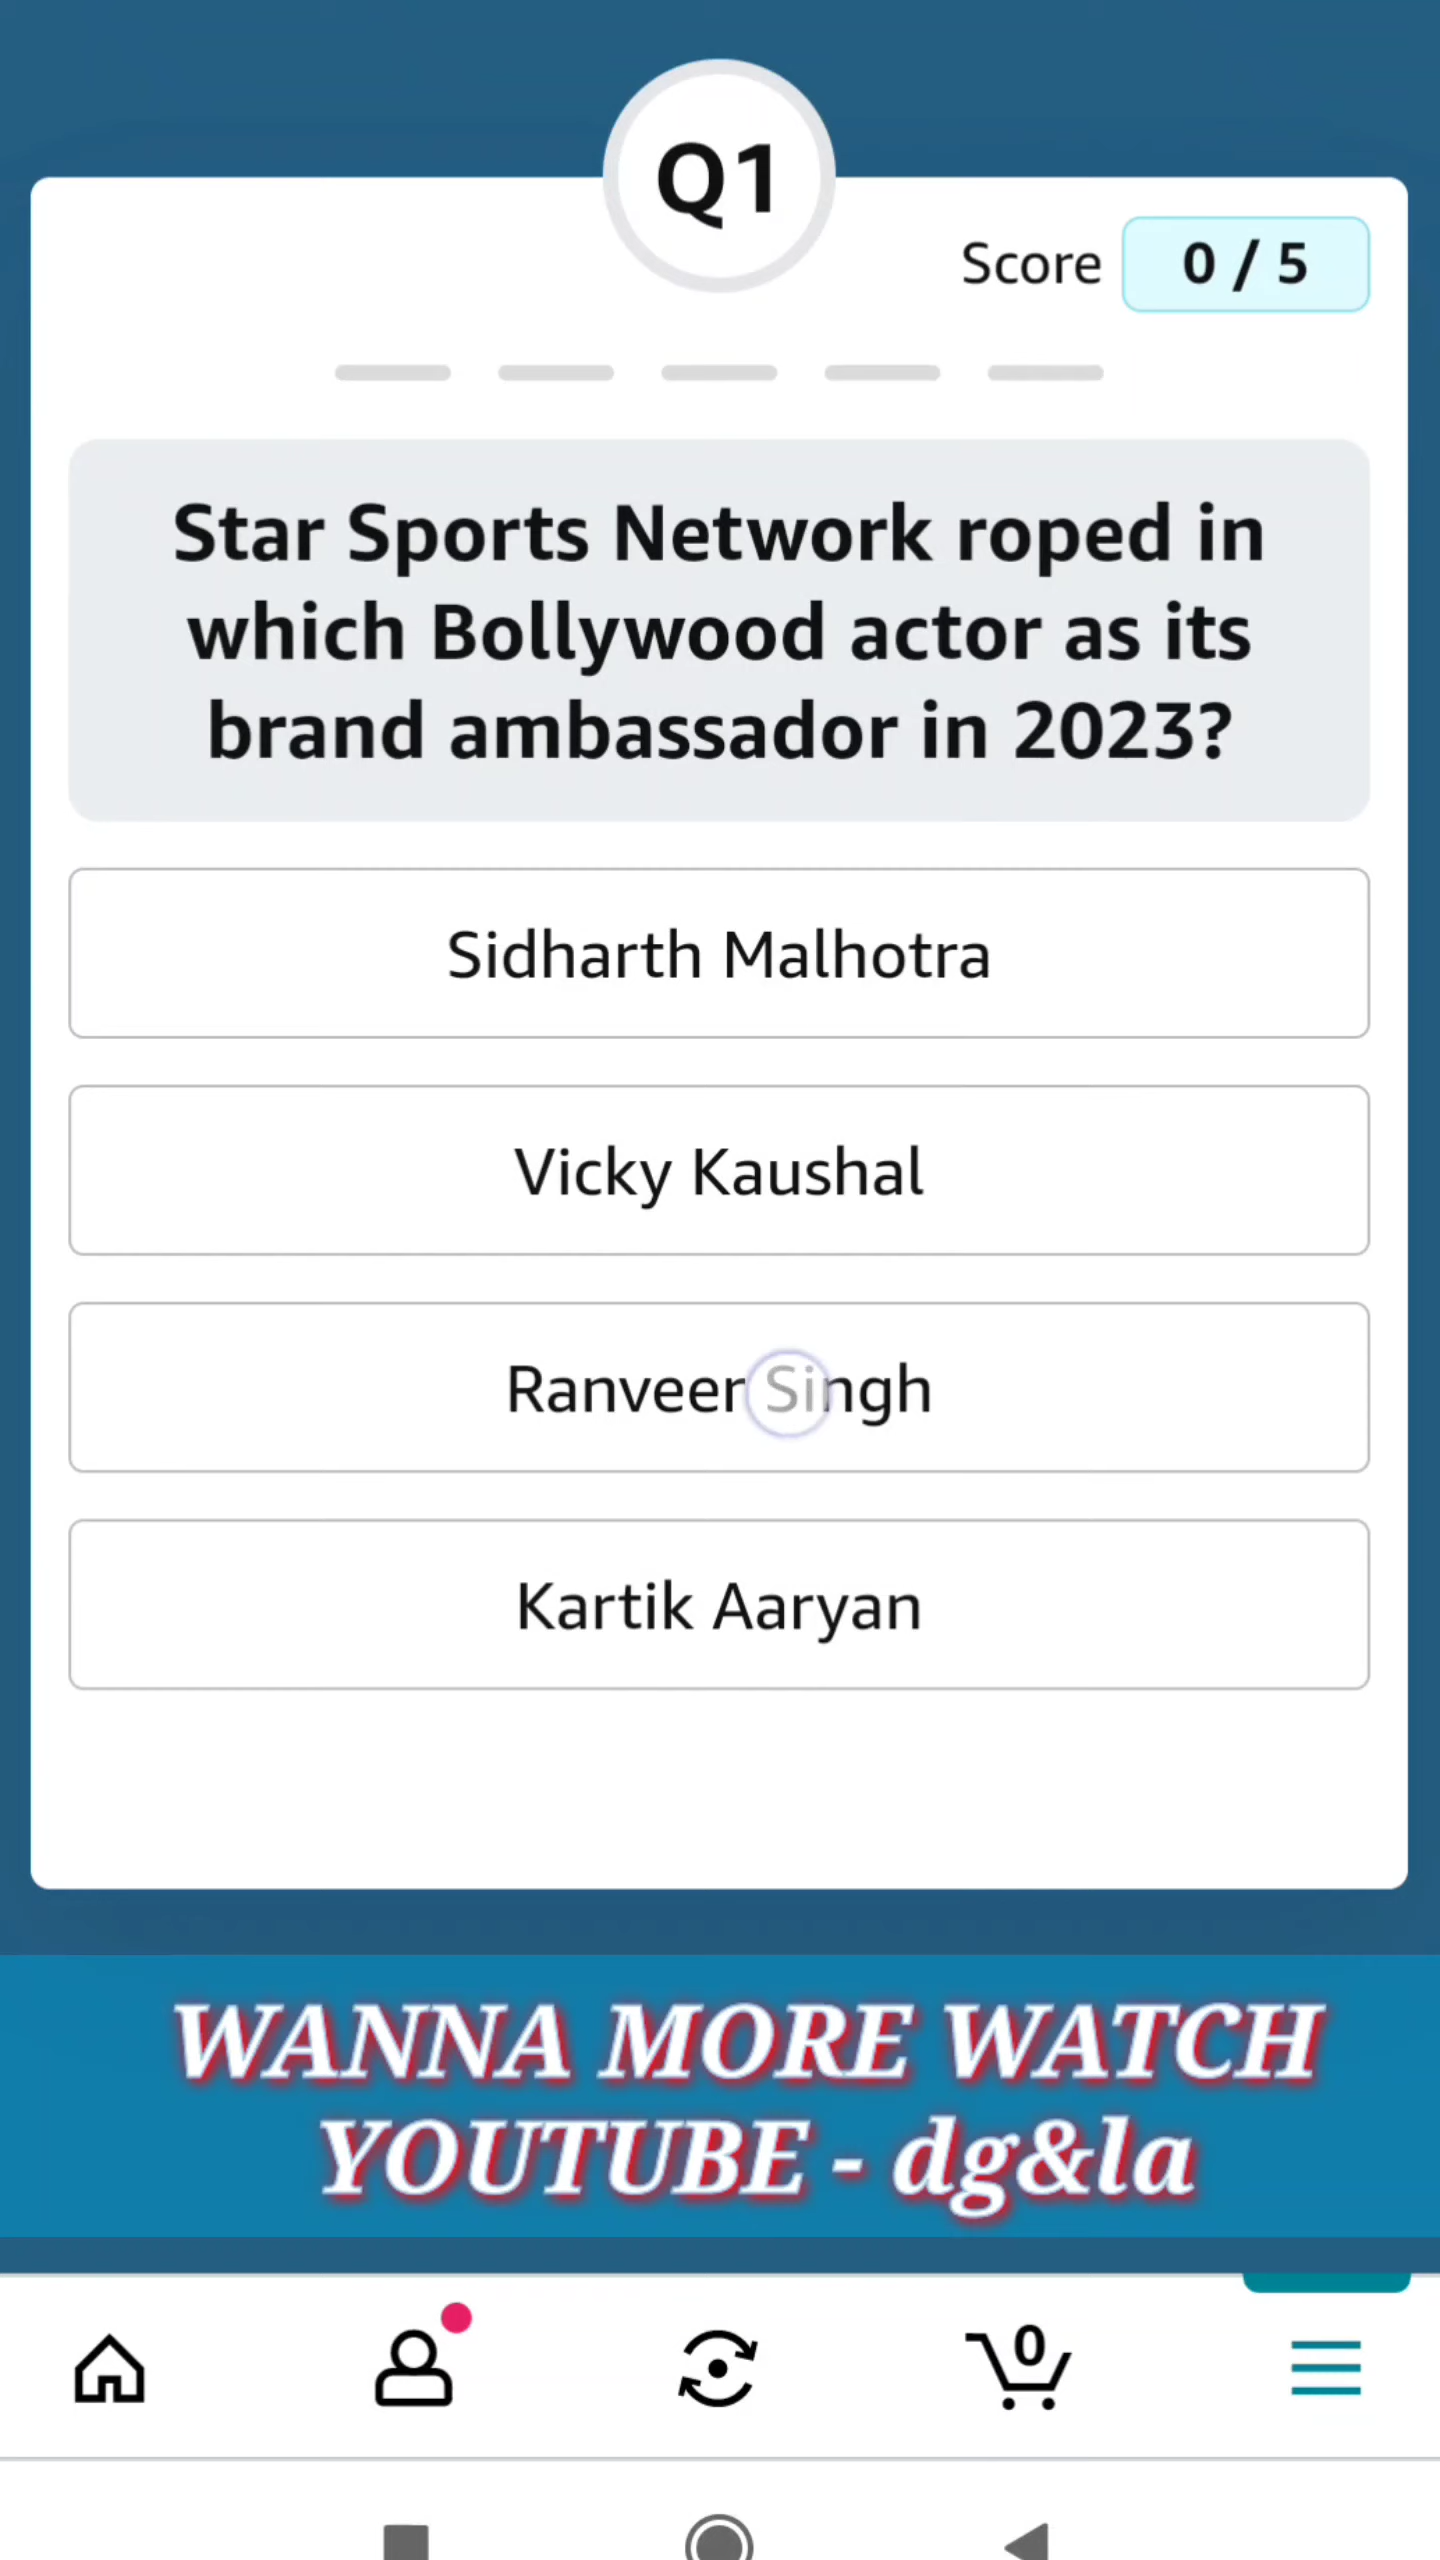 Q1
Score 0 / 5
Star Sports Network roped in
which Bollywood actor as its
brand ambassador in 2023?
Sidharth Malhotra
Vicky Kaushal
Ranveer Singh
Kartik Aaryan
WANNA MORE WATCH
YOUTUBE - dg&la
0